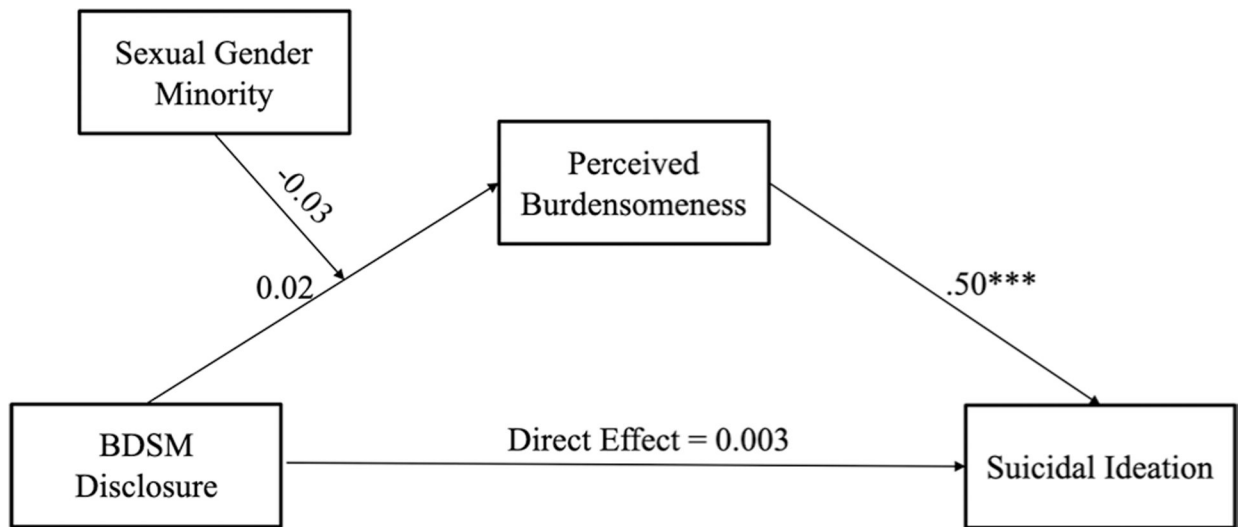 Sexual Gender
Minority
-0.03
Perceived
Burdensomeness
0.02
.50***
BDSM
Disclosure
Direct Effect = 0.003
Suicidal Ideation